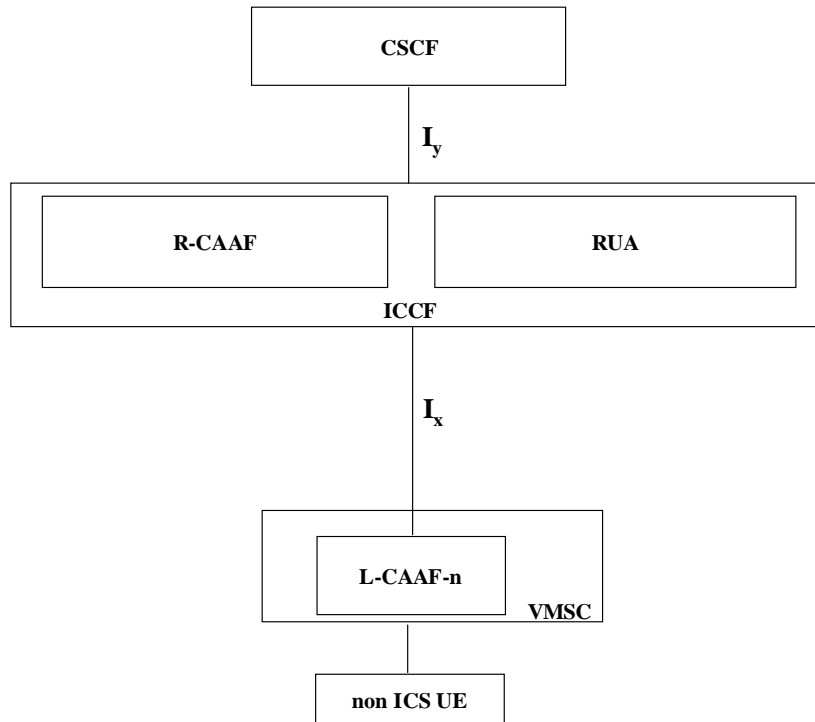 CSCF
Iy
R-CAAF
RUA
ICCF
Ix
L-CAAF-n
VMSC
non ICS UE